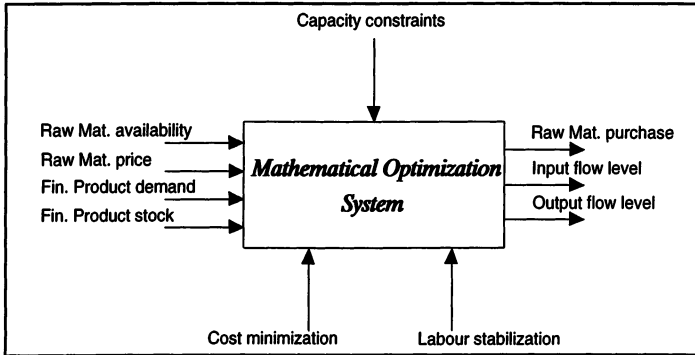 Capacity constraints
Raw Mat. availability
Raw Mat. price
Fin. Product demand
Fin. Product stock
Mathematical Optimization
System
Raw Mat. purchase
Input flow level
Output flow level
Cost minimization
Labour stabilization